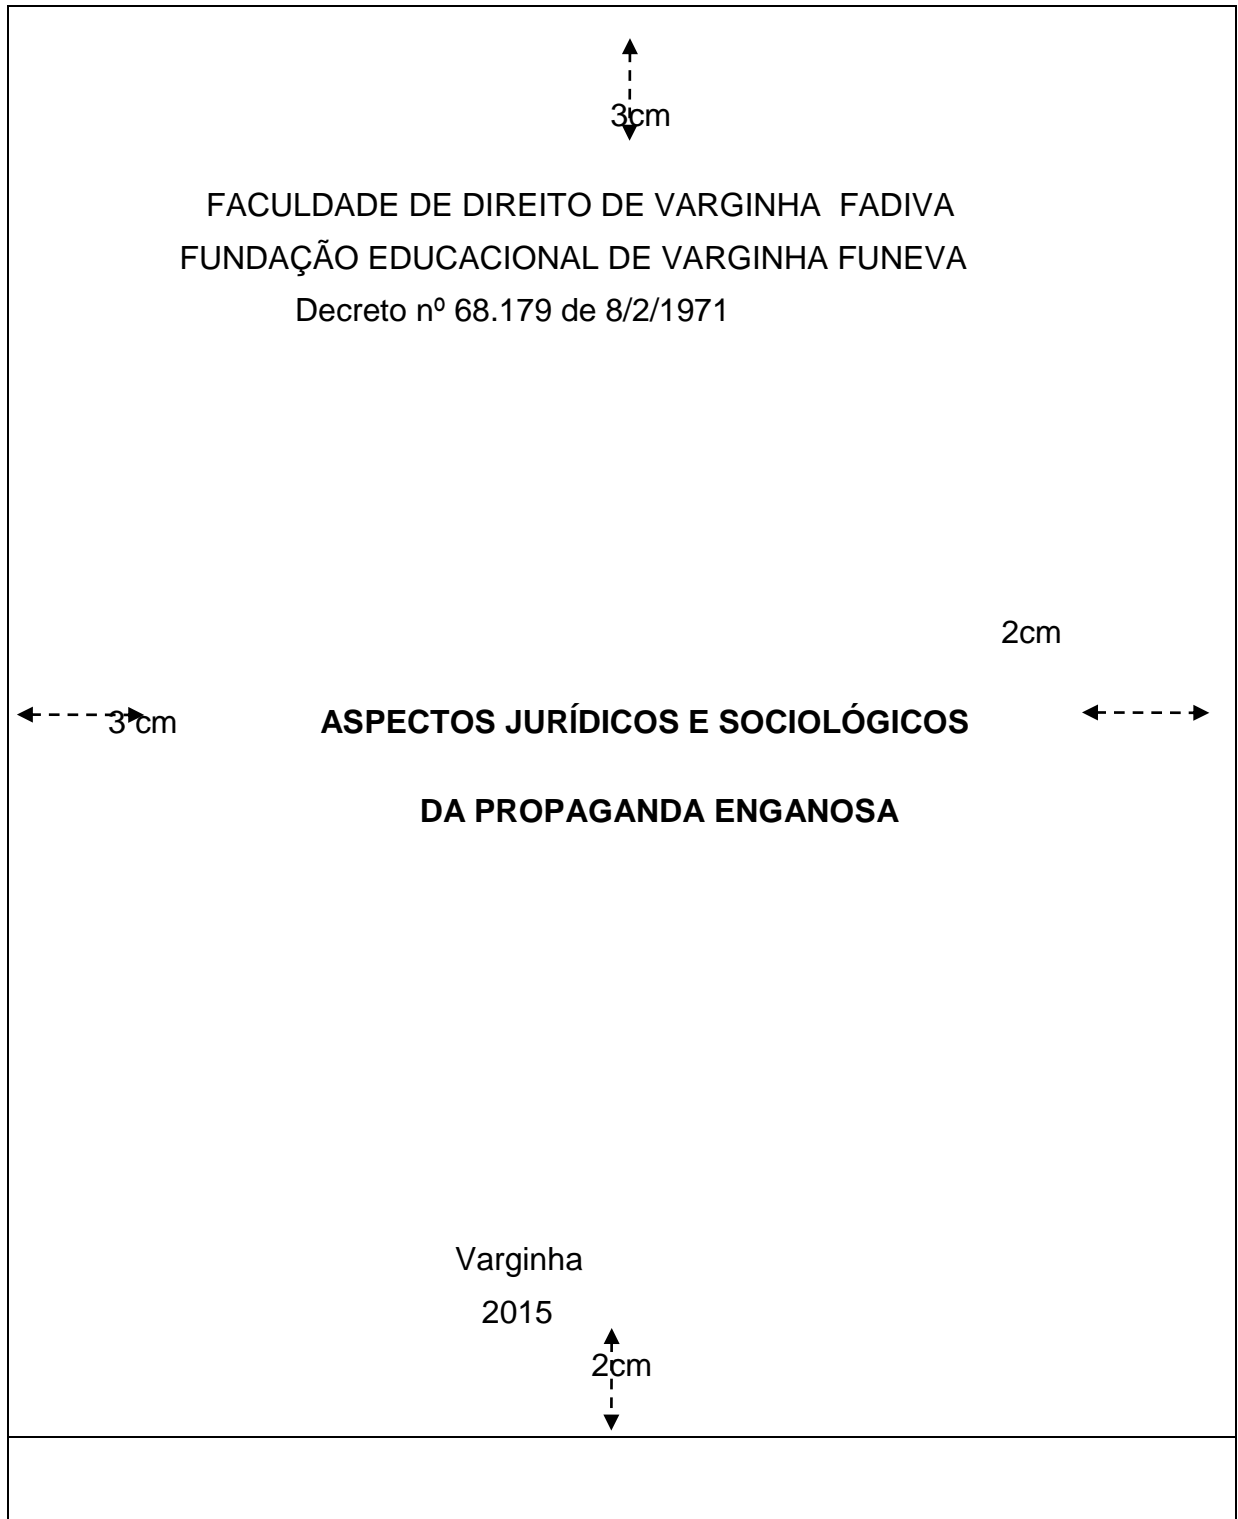 3cm
FACULDADE DE DIREITO DE VARGINHA  FADIVA
FUNDAÇÃO EDUCACIONAL DE VARGINHA FUNEVA
Decreto nº 68.179 de 8/2/1971
2cm
3 cm ASPECTOS JURÍDICOS E SOCIOLÓGICOS
DA PROPAGANDA ENGANOSA
Varginha
2015
2cm